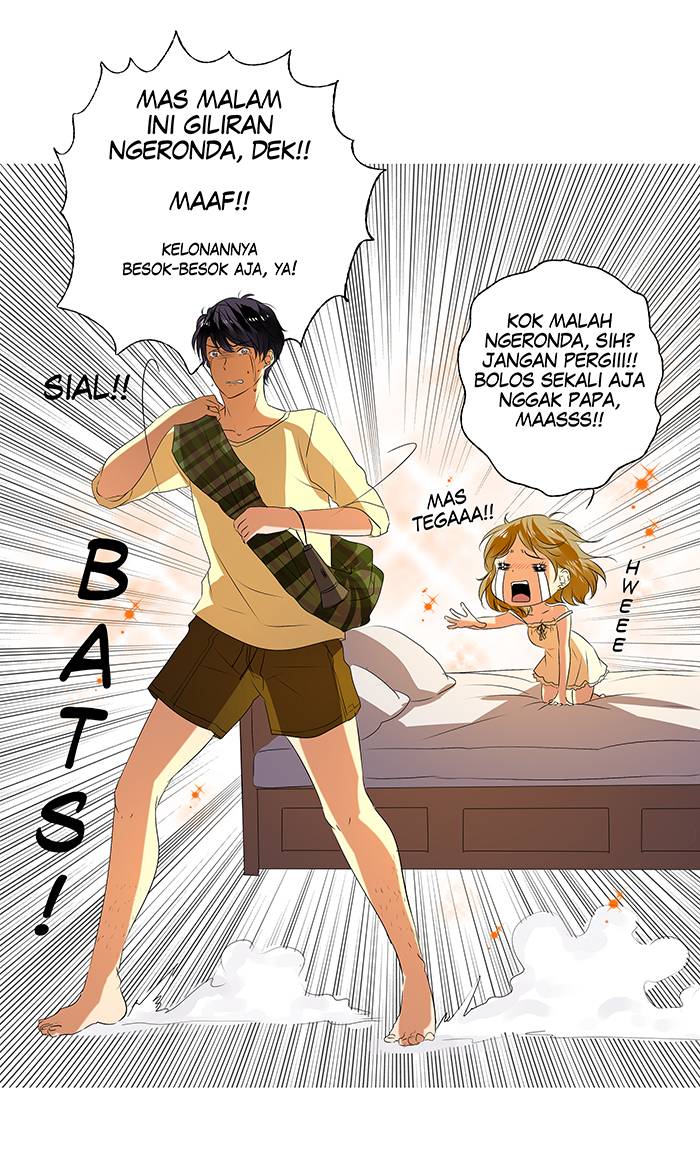 MAS MALAM
INI GILIRAN
NGERONDA, DEK!!
MAAF!!
KELONANNYA
BESOK-BESOK AJA, YA!
SIAL!!
BATS!
KOK MALAH
NGERONDA, SIH?
JANGAN PERGIII!!
BOLOS SEKALI AJA
NGGAK PAPA,
MAASSS!!
MAS
TEGAAA!!
HWEEE